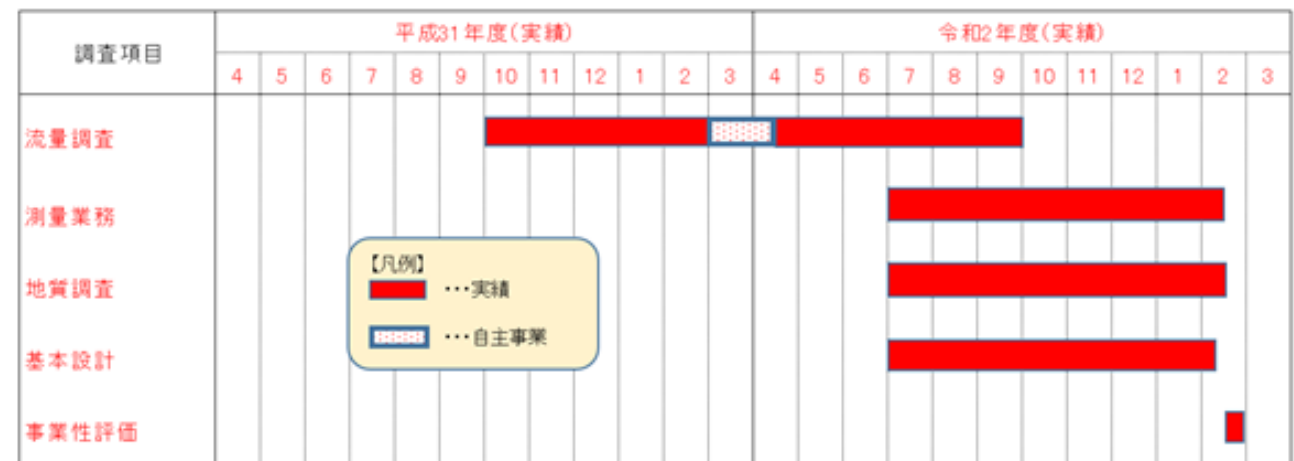 調査項目
平成31年度(実績)
令和2年度(実績)
4 5 6 7 8 9 10 11 12 1 2 3 4 5 6 7 8 9 10 11 12 1 2 3
流量調査
測量業務
【凡例】
・・・実績
・・・自主事業
地質調査
基本設計
事業性評価